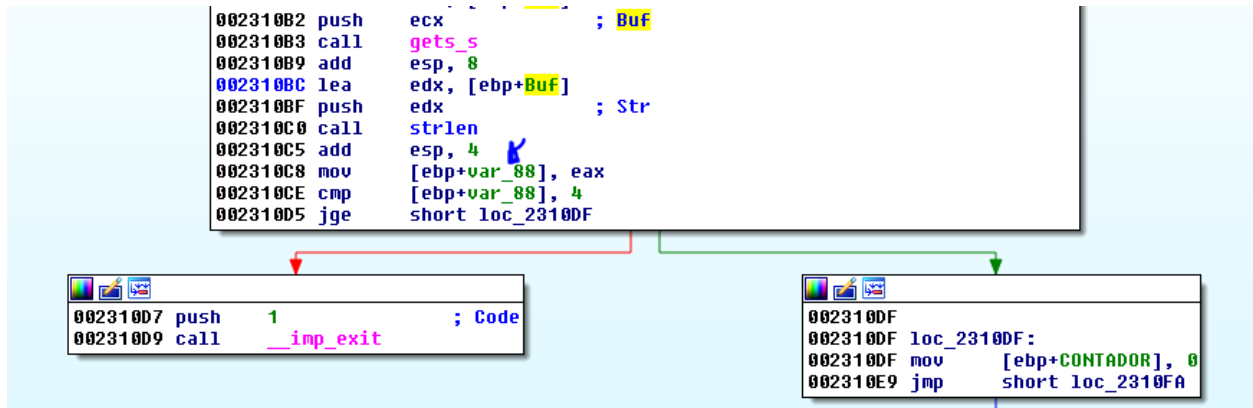 002310B2 push ecx ; Buf
002310B3 call gets_s
002310B9 add esp, 8
002310BC lea edx, [ebp+Buf]
002310BF push edx ; Str
002310C0 call strlen
002310C5 add esp, 4
002310C8 mov [ebp+var_88], eax
002310CE cmp [ebp+var_88], 4
002310D5 jge short loc_2310DF
002310D7 push 1 ; Code
002310D9 call __imp_exit
002310DF
002310DF loc_2310DF:
002310DF mov [ebp+CONTADOR], 0
002310E9 jmp short loc_2310FA